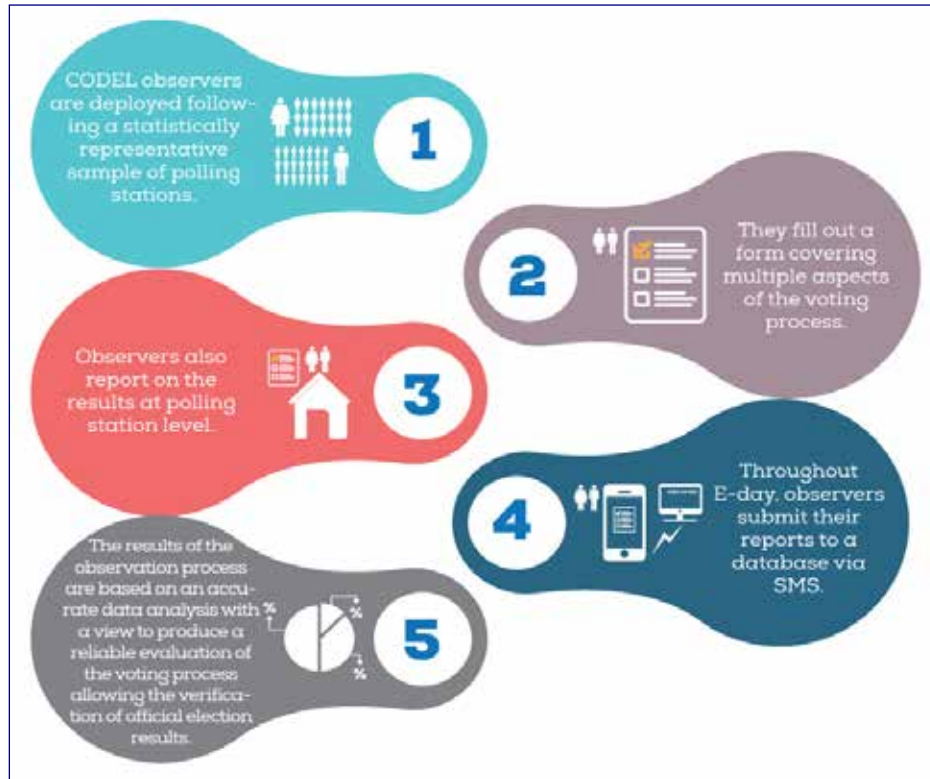 CODEL observers
are deployed follow-
ing a statistically
representative
sample of polling
stations.
1
2
They fill out a
form covering
multiple aspects
of the voting
process.
Observers also
report on the
results at polling
station level.
3
4
Throughout
E-day, observers
submit their
reports to a
database via
SMS.
The results of the
observation process
are based on an accu-
rate data analysis with
a view to produce a
reliable evaluation of
the voting process
allowing the verifica-
tion of official election
results.
%
%
%
5